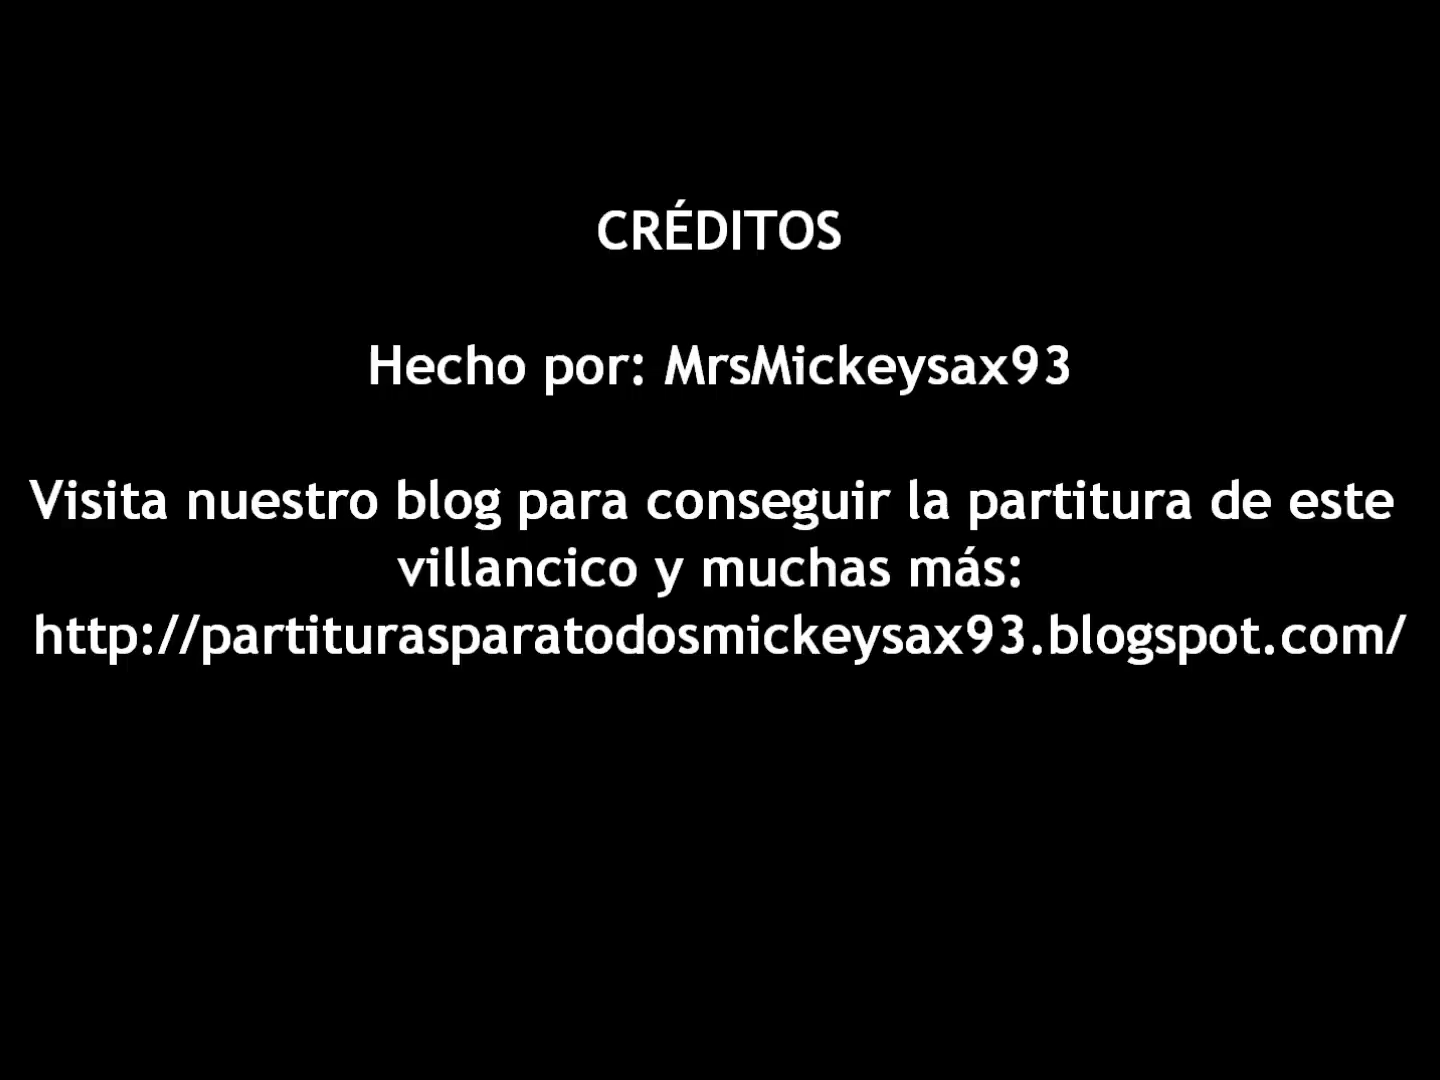 CRÉDITOS
Hecho por: MrsMickeysax93
Visita nuestro blog para conseguir la partitura de este
villancico y muchas más:
http://partiturasparatodosmickeysax93.blogspot.com/